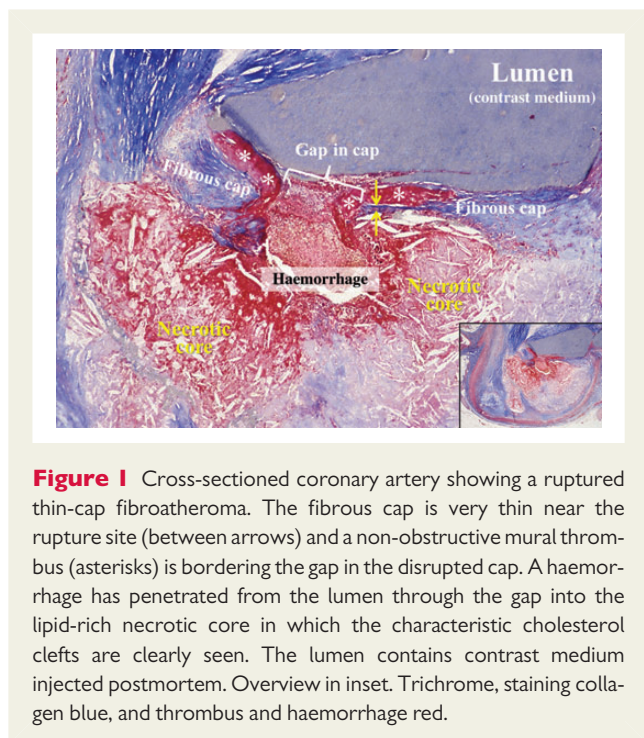 Lumen
(contrast medium)
Gap in cap
Fibrous cap
* * * * *
Fibrous cap
Haemorrhage
Necrotic
core
Necrotic
core
Figure 1 Cross-sectioned coronary artery showing a ruptured
thin-cap fibroatheroma. The fibrous cap is very thin near the
rupture site (between arrows) and a non-obstructive mural throm-
bus (asterisks) is bordering the gap in the disrupted cap. A haemor-
rhage has penetrated from the lumen through the gap into the
lipid-rich necrotic core in which the characteristic cholesterol
clefts are clearly seen. The lumen contains contrast medium
injected postmortem. Overview in inset. Trichrome, staining colla-
gen blue, and thrombus and haemorrhage red.